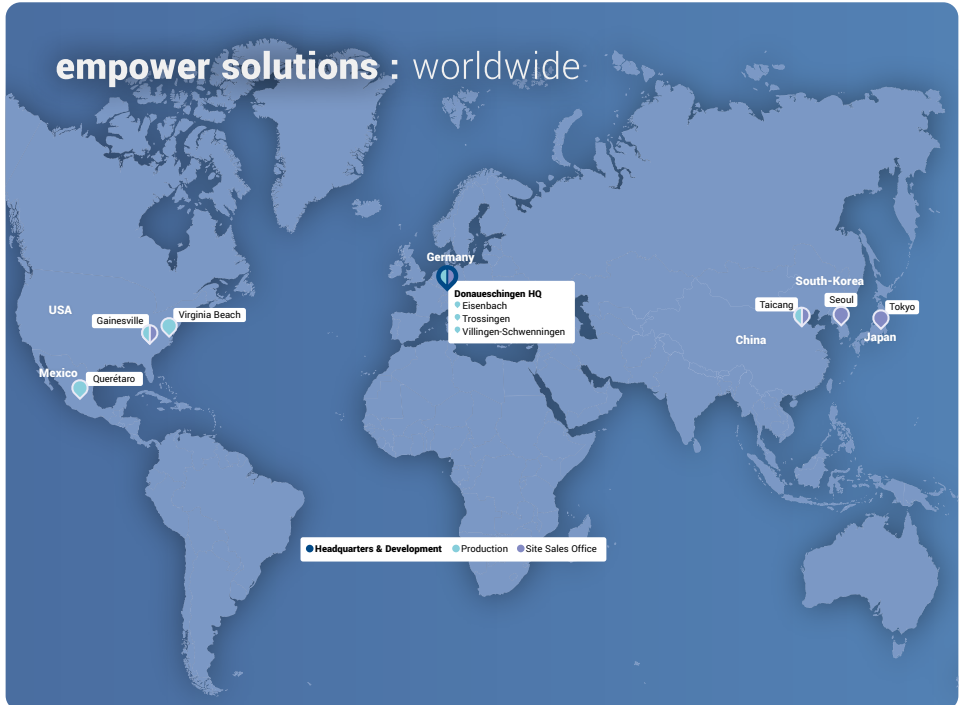 empower solutions : worldwide
Germany
Donaueschingen HQ
Eisenbach
Trossingen
Villingen-Schwenningen
USA
Gainesville
Virginia Beach
Mexico
Querétaro
South-Korea
Taicang
Seoul
Tokyo
China
Japan
Headquarters & Development Production Site Sales Office